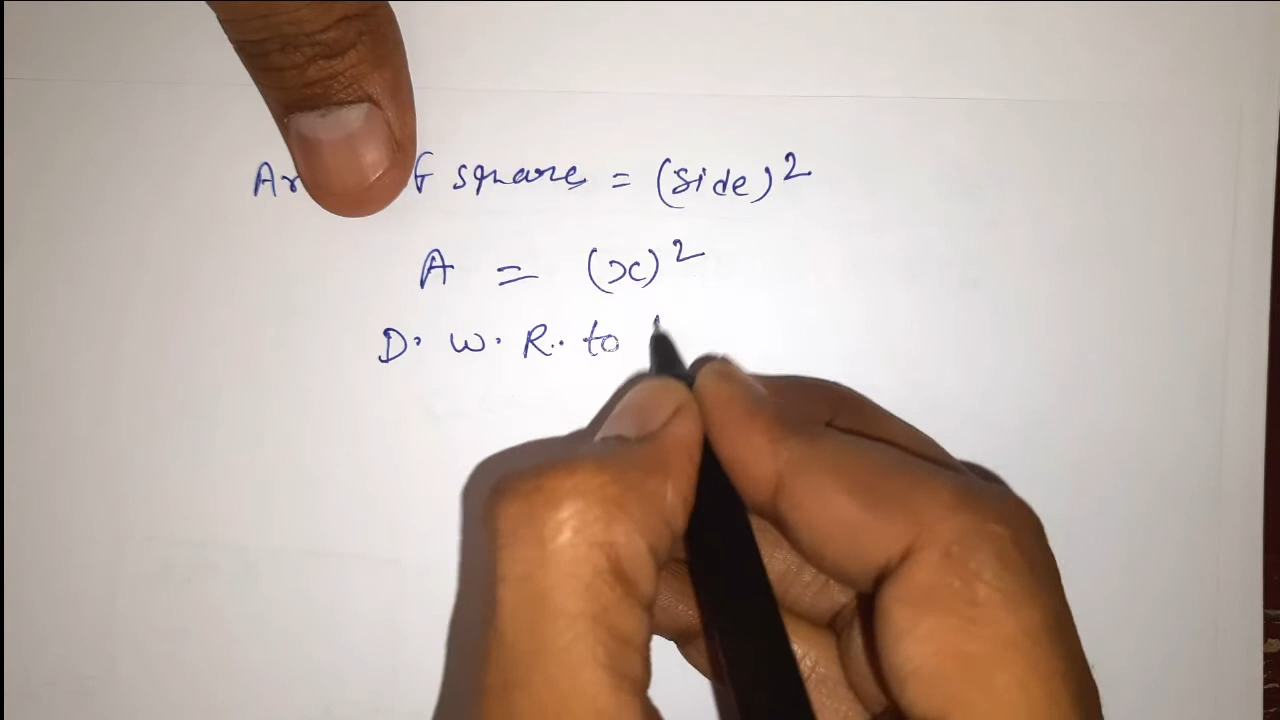 Ar f square = (side)²
A = (x)²
D. W. R. to